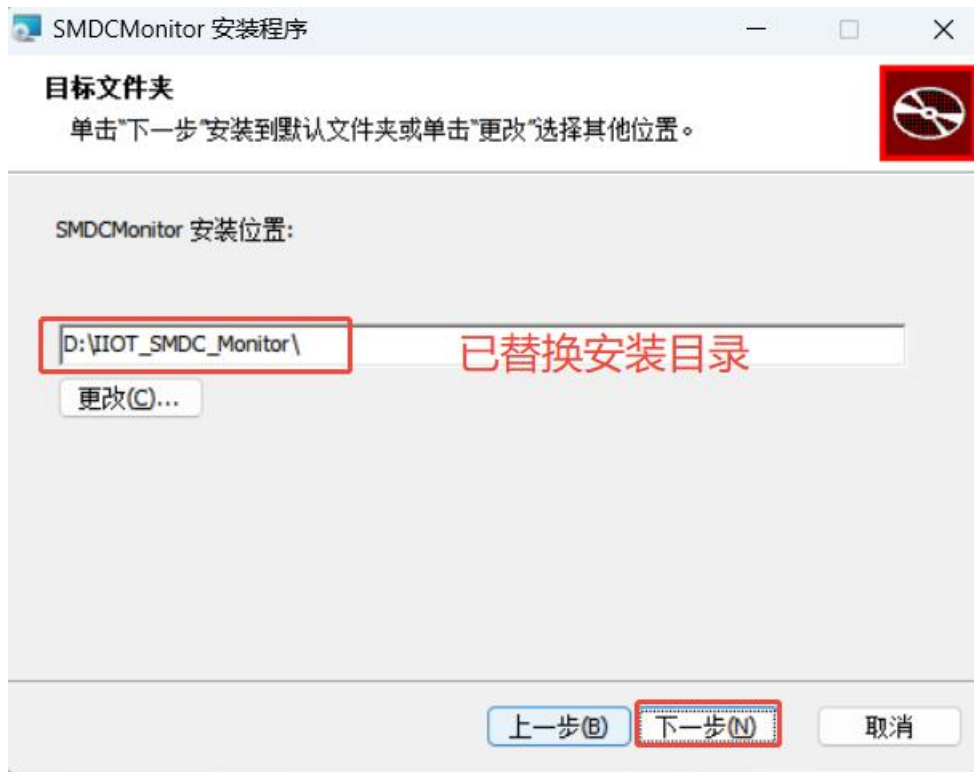 SMDCMonitor 安装程序
目标文件夹
单击"下一步"安装到默认文件夹或单击"更改"选择其他位置。
SMDCMonitor 安装位置:
D:\IIOT_SMDC_Monitor\
已替换安装目录
更改(C)...
上一步(B)
下一步(N)
取消